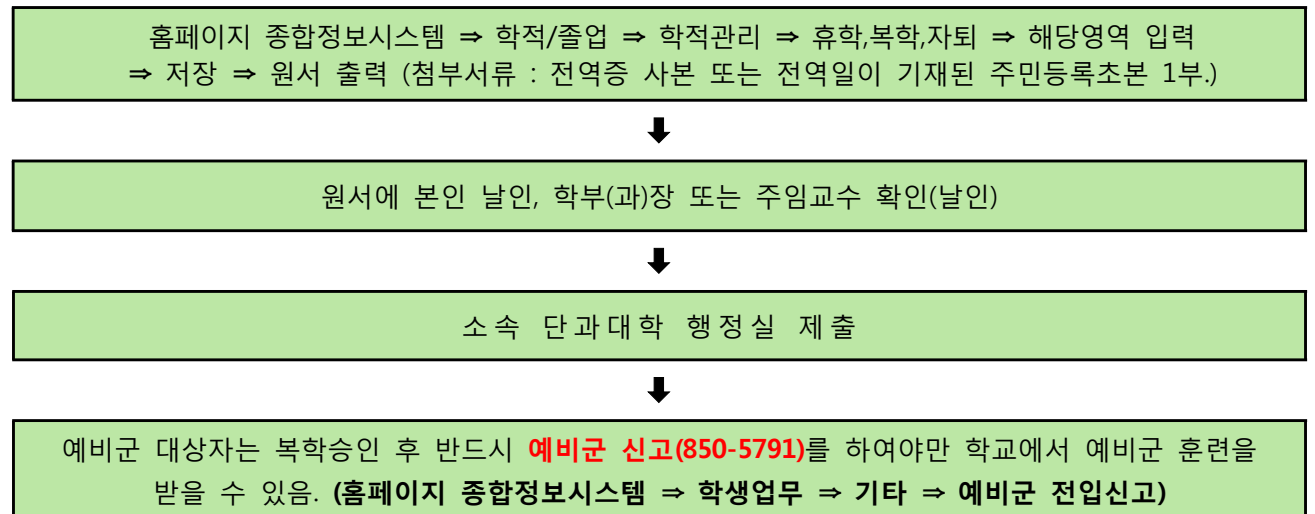 홈페이지 종합정보시스템 ⇒ 학적/졸업 ⇒ 학적관리 ⇒ 휴학,복학,자퇴 ⇒ 해당영역 입력
⇒ 저장 ⇒ 원서 출력 (첨부서류 : 전역증 사본 또는 전역일이 기재된 주민등록초본 1부.)
원서에 본인 날인, 학부(과)장 또는 주임교수 확인(날인)
소속 단과대학 행정실 제출
예비군 대상자는 복학승인 후 반드시 예비군 신고(850-5791)를 하여야만 학교에서 예비군 훈련을
받을 수 있음. (홈페이지 종합정보시스템 ⇒ 학생업무 ⇒ 기타 ⇒ 예비군 전입신고)